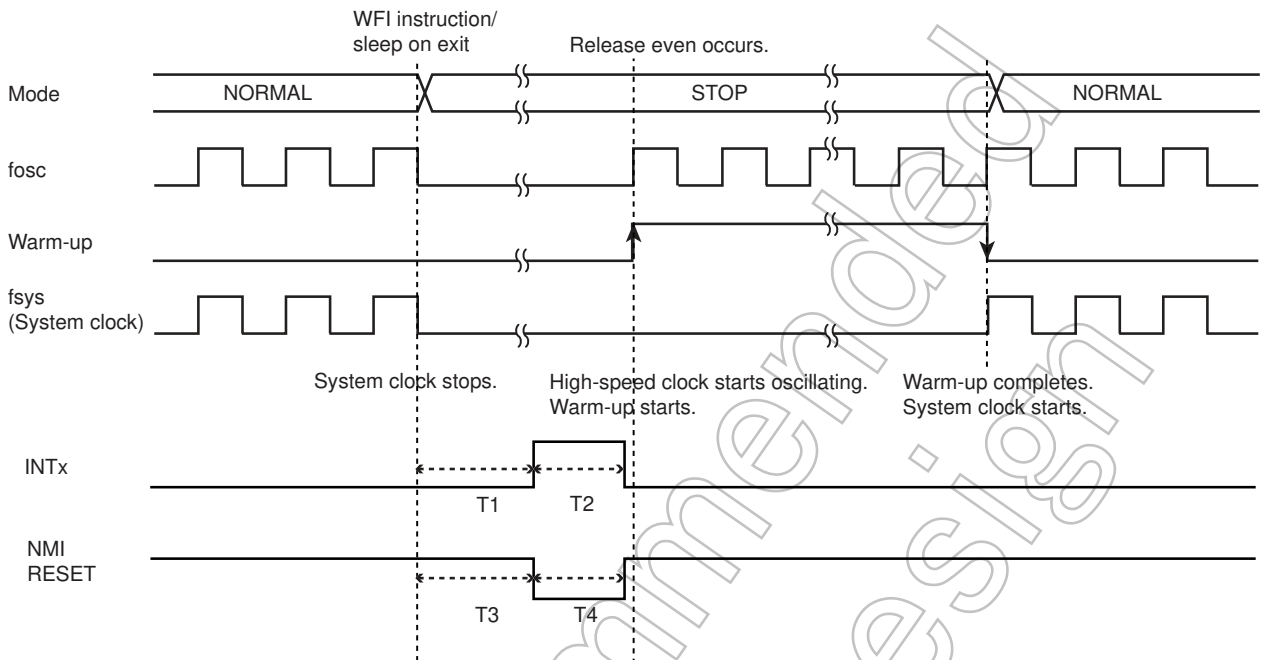 WFI instruction/
sleep on exit
Release even occurs.
Mode
NORMAL
STOP
NORMAL
fosc
Warm-up
fsys
(System clock)
System clock stops.
High-speed clock starts oscillating.
Warm-up starts.
Warm-up completes.
System clock starts.
INTx
T1
T2
NMI
RESET
T3
T4
mmended
esign